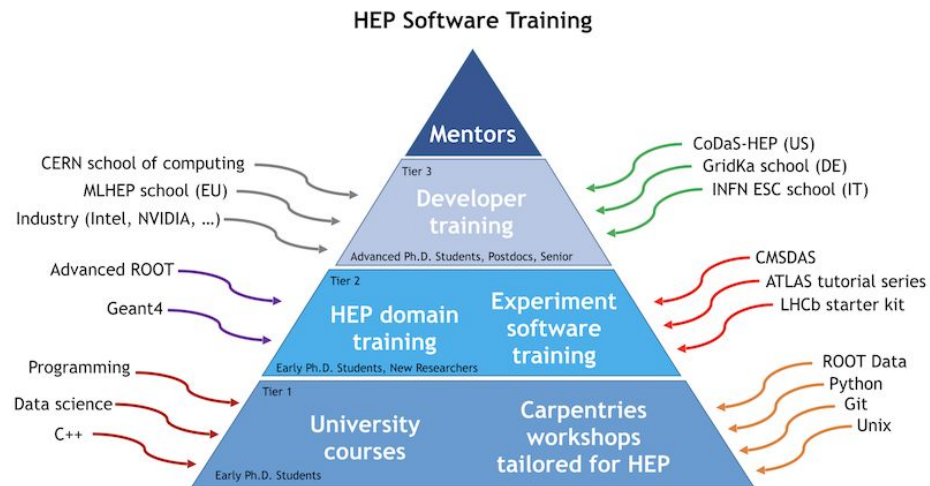 HEP Software Training
Mentors
CERN school of computing
MLHEP school (EU)
Industry (Intel, NVIDIA, ...)
Tier 3
Developer
training
Advanced Ph.D. Students, Postdocs, Senior
CoDaS-HEP (US)
GridKa school (DE)
INFN ESC school (IT)
Advanced ROOT
Geant4
Tier 2
HEP domain
training
Experiment
software
training
Early Ph.D. Students, New Researchers
CMSDAS
ATLAS tutorial series
LHCb starter kit
Programming
Data science
C++
Tier 1
University
courses
Carpentries
workshops
tailored for HEP
Early Ph.D. Students
ROOT Data
Python
Git
Unix